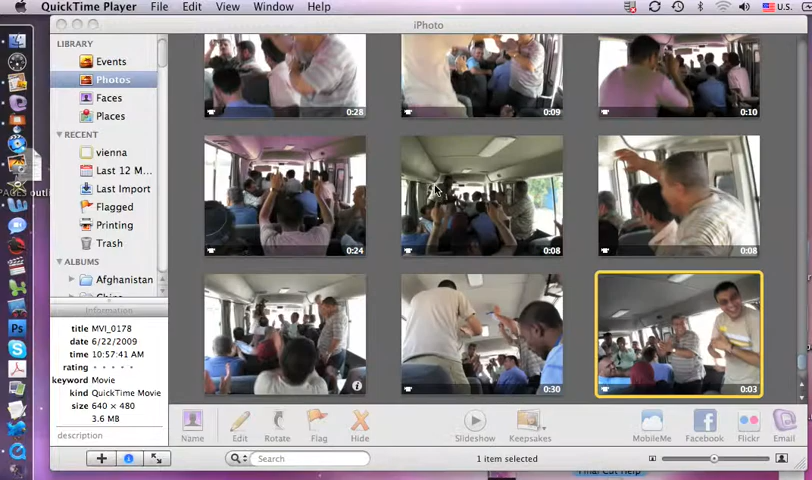 QuickTime Player File Edit View Window Help U.S.
iPhoto
LIBRARY
Events
Photos
Faces
Places
RECENT
vienna
Last 12 M...
Last Import
Flagged
Printing
Trash
ALBUMS
Afghanistan
0:28 0:09 0:10
0:24 0:08 0:08
0:30 0:03
Information
title MVI_0178
date 6/22/2009
time 10:57:41 AM
keyword Movie
kind QuickTime Movie
size 640 × 480
3.6 MB
description
Name Edit Rotate Flag Hide Slideshow Keepsakes MobileMe Facebook Flickr Email
Search 1 item selected
Final Cut Help